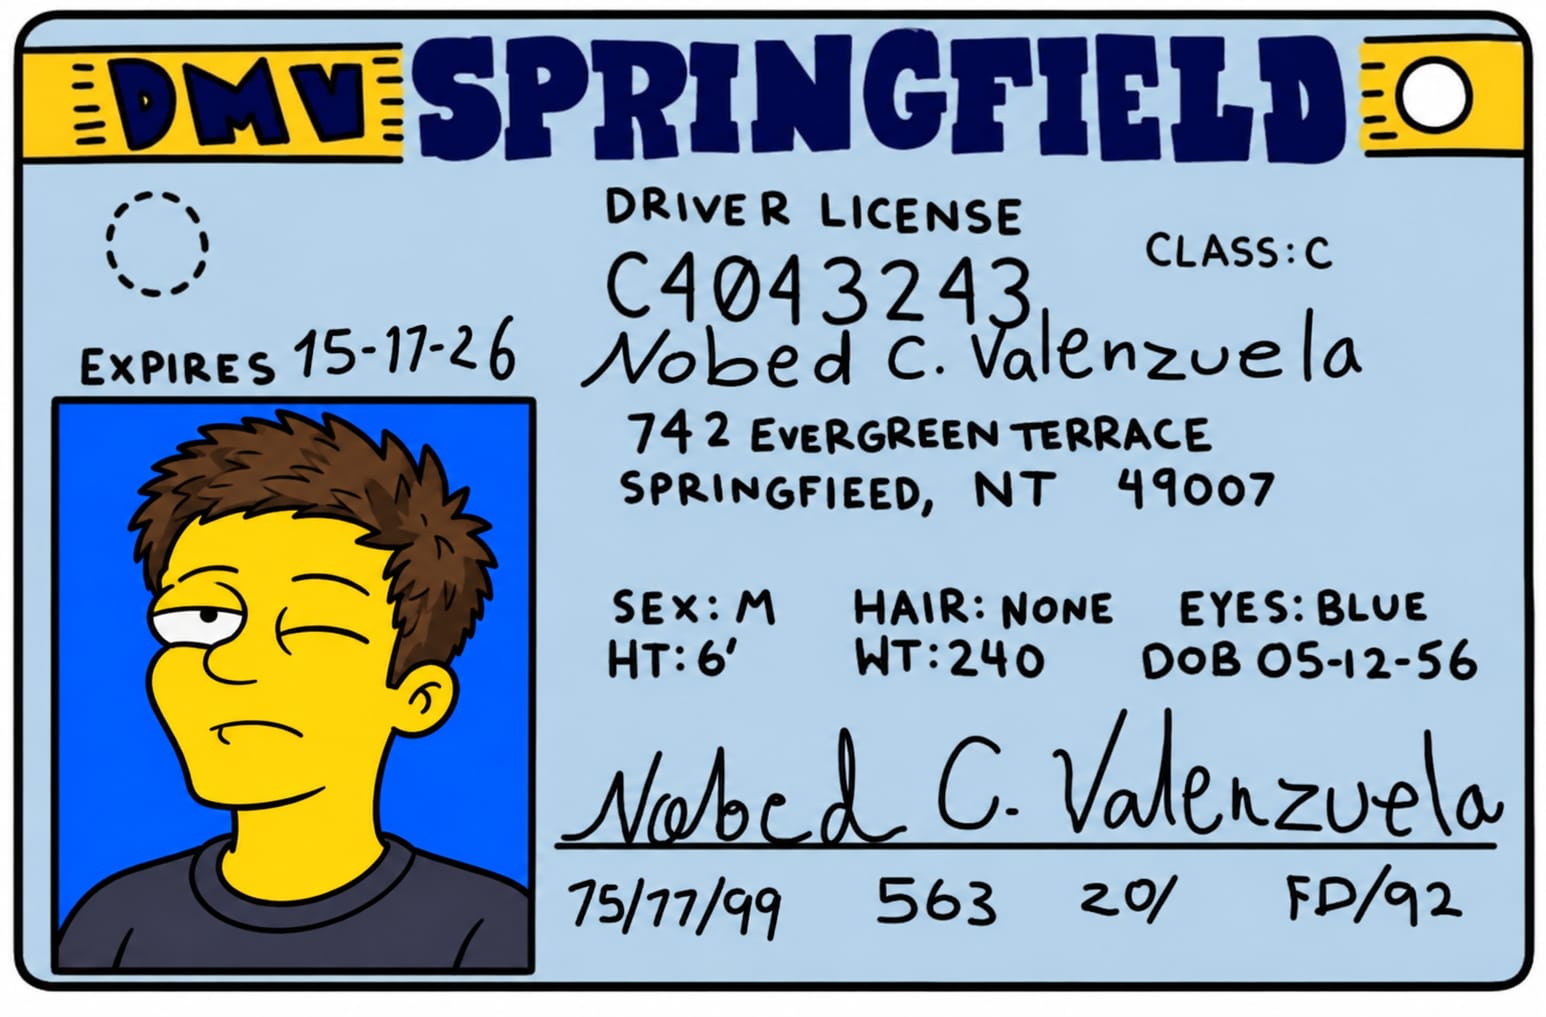 DMV SPRINGFIELD
DRIVER LICENSE
CLASS: C
C4043243
EXPIRES 15-17-26
Nobed C. Valenzuela
742 EVERGREEN TERRACE
SPRINGFIEED, NT 49007
SEX: M HAIR: NONE EYES: BLUE
HT: 6' WT: 240 DOB 05-12-56
Nobed C. Valenzuela
75/77/99 563 20/ FD/92